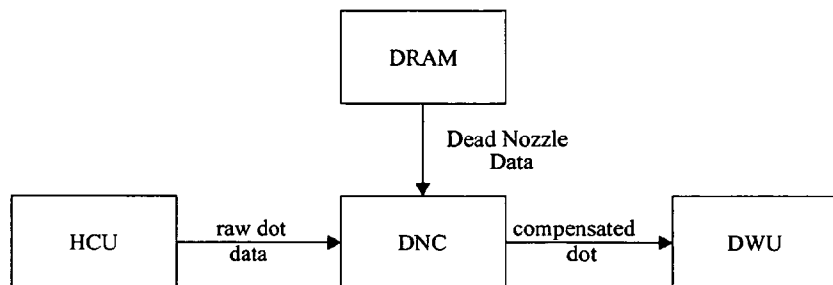 DRAM
Dead Nozzle
Data
HCU
raw dot
data
DNC
compensated
dot
DWU